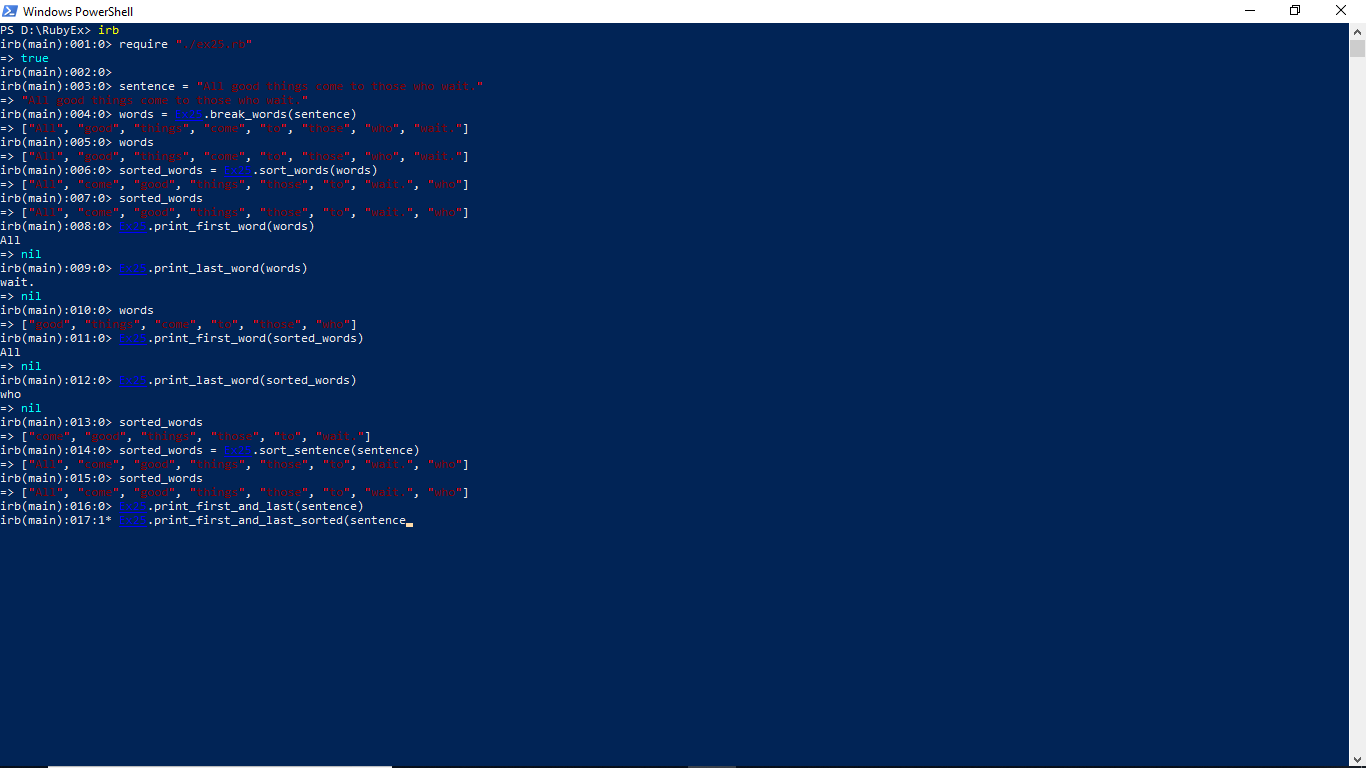 Windows PowerShell
PS D:\RubyEx> irb
irb(main):001:0> require "./ex25.rb"
=> true
irb(main):002:0>
irb(main):003:0> sentence = "All good things come to those who wait."
=> "All good things come to those who wait."
irb(main):004:0> words = Ex25.break_words(sentence)
=> ["All", "good", "things", "come", "to", "those", "who", "wait."]
irb(main):005:0> words
=> ["All", "good", "things", "come", "to", "those", "who", "wait."]
irb(main):006:0> sorted_words = Ex25.sort_words(words)
=> ["All", "come", "good", "things", "those", "to", "wait.", "who"]
irb(main):007:0> sorted_words
=> ["All", "come", "good", "things", "those", "to", "wait.", "who"]
irb(main):008:0> Ex25.print_first_word(words)
All
=> nil
irb(main):009:0> Ex25.print_last_word(words)
wait.
=> nil
irb(main):010:0> words
=> ["good", "things", "come", "to", "those", "who"]
irb(main):011:0> Ex25.print_first_word(sorted_words)
All
=> nil
irb(main):012:0> Ex25.print_last_word(sorted_words)
who
=> nil
irb(main):013:0> sorted_words
=> ["come", "good", "things", "those", "to", "wait."]
irb(main):014:0> sorted_words = Ex25.sort_sentence(sentence)
=> ["All", "come", "good", "things", "those", "to", "wait.", "who"]
irb(main):015:0> sorted_words
=> ["All", "come", "good", "things", "those", "to", "wait.", "who"]
irb(main):016:0> Ex25.print_first_and_last(sentence)
irb(main):017:1* Ex25.print_first_and_last_sorted(sentence